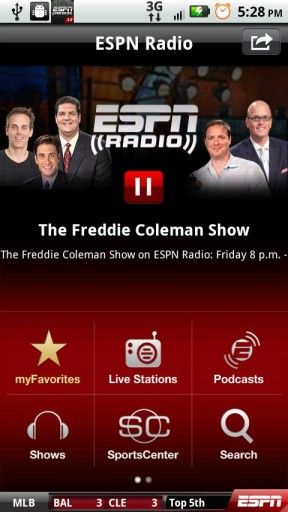 3G 5:28 PM
ESPN Radio
ESPN
RADIO
The Freddie Coleman Show
The Freddie Coleman Show on ESPN Radio: Friday 8 p.m. -
myFavorites
Live Stations
Podcasts
Shows
SC
SportsCenter
Search
MLB BAL 3 CLE 3 Top 5th ESPN